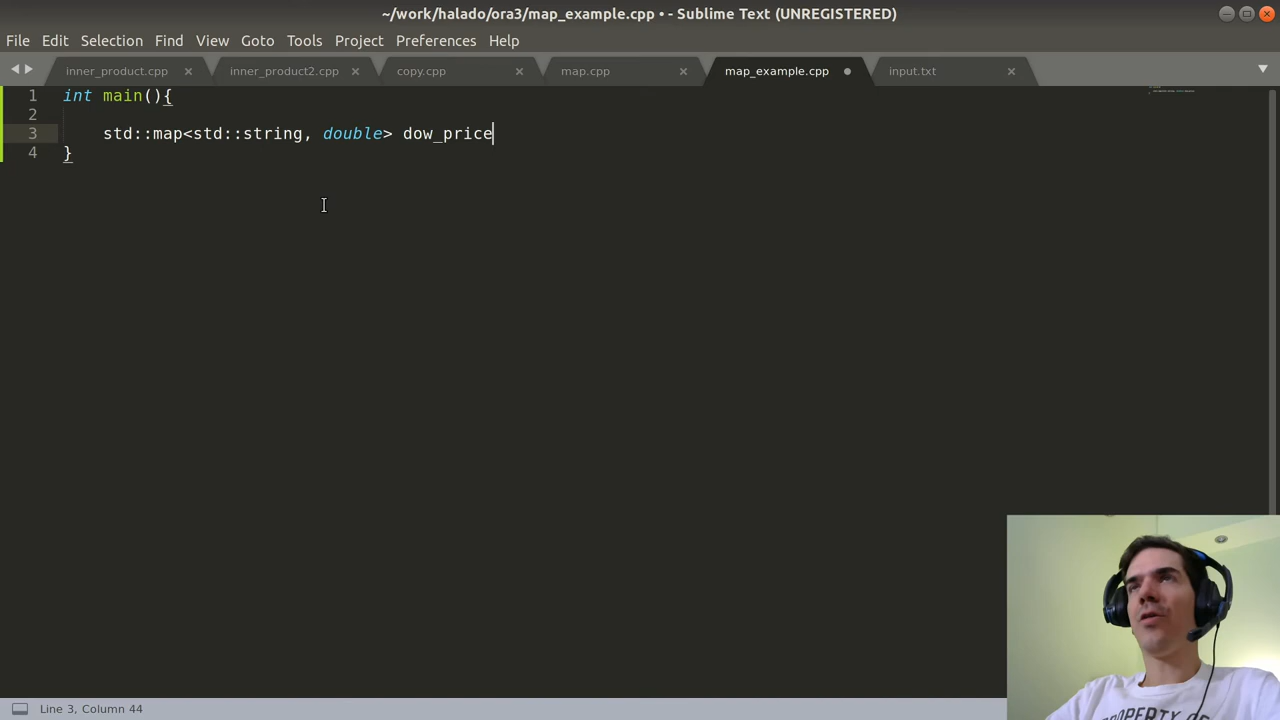 ~/work/halado/ora3/map_example.cpp • - Sublime Text (UNREGISTERED)
File Edit Selection Find View Goto Tools Project Preferences Help
inner_product.cpp inner_product2.cpp copy.cpp map.cpp map_example.cpp input.txt
1 int main(){
2
3 std::map<std::string, double> dow_price
4 }
Line 3, Column 44
PROPERTY OF